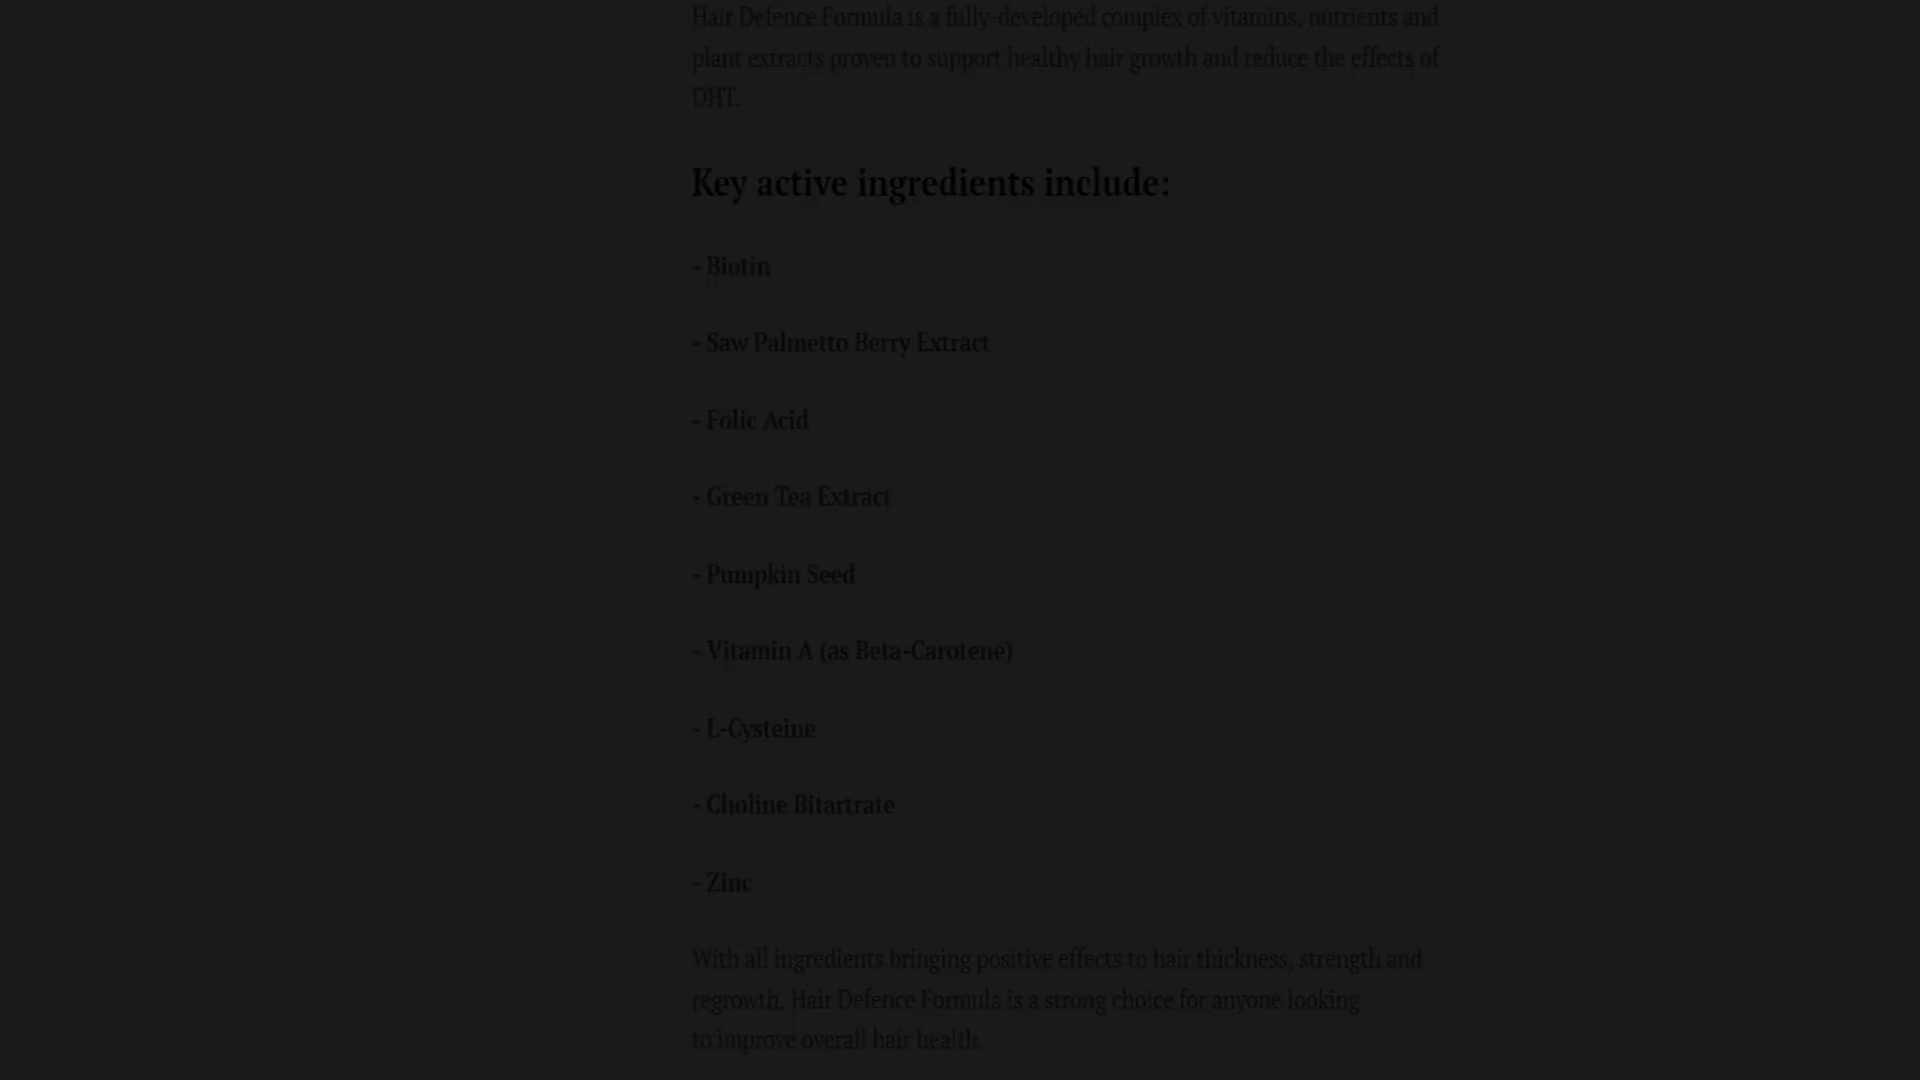 Hair Defence Formula is a fully-developed complex of vitamins, nutrients and
plant extracts proven to support healthy hair growth and reduce the effects of
DHT.
Key active ingredients include:
- Biotin
- Saw Palmetto Berry Extract
- Folic Acid
- Green Tea Extract
- Pumpkin Seed
- Vitamin A (as Beta-Carotene)
- L-Cysteine
- Choline Bitartrate
- Zinc
With all ingredients bringing positive effects to hair thickness, strength and
regrowth. Hair Defence Formula is a strong choice for anyone looking
to improve overall hair health.